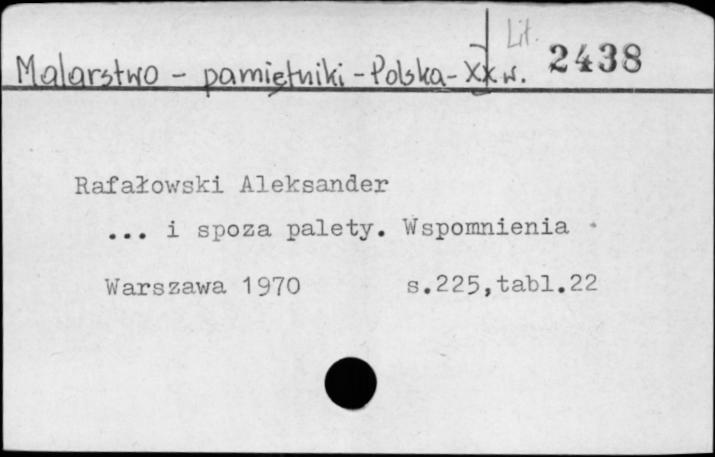 Lit. 2438
Malarstwo - pamiętniki - Polska - XX w.
Rafałowski Aleksander
... i spoza palety. Wspomnienia
Warszawa 1970 s.225,tabl.22